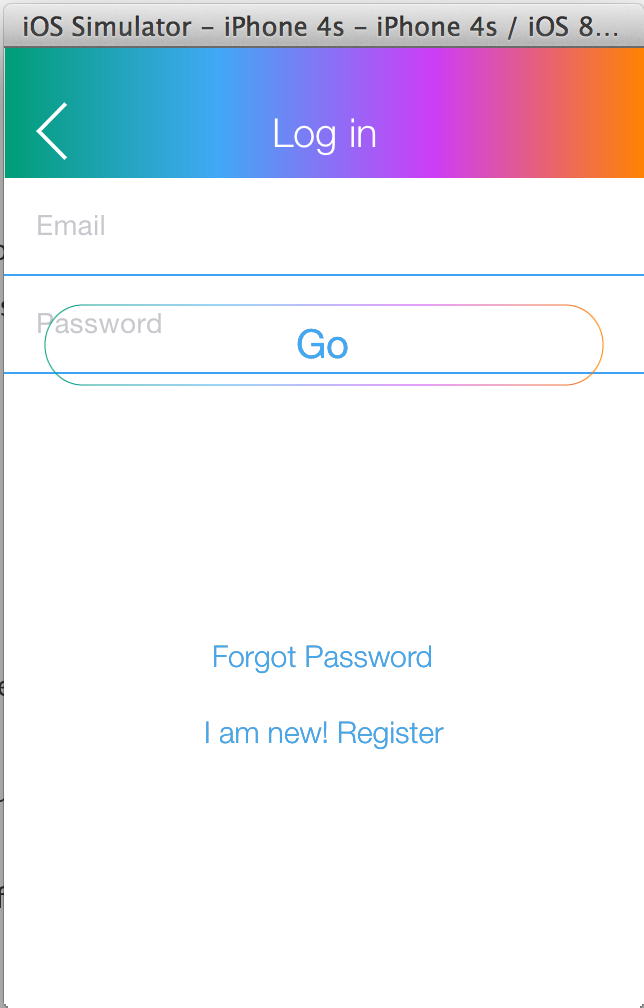 iOS Simulator – iPhone 4s – iPhone 4s / iOS 8...
Log in
Email
Password
Go
Forgot Password
I am new! Register